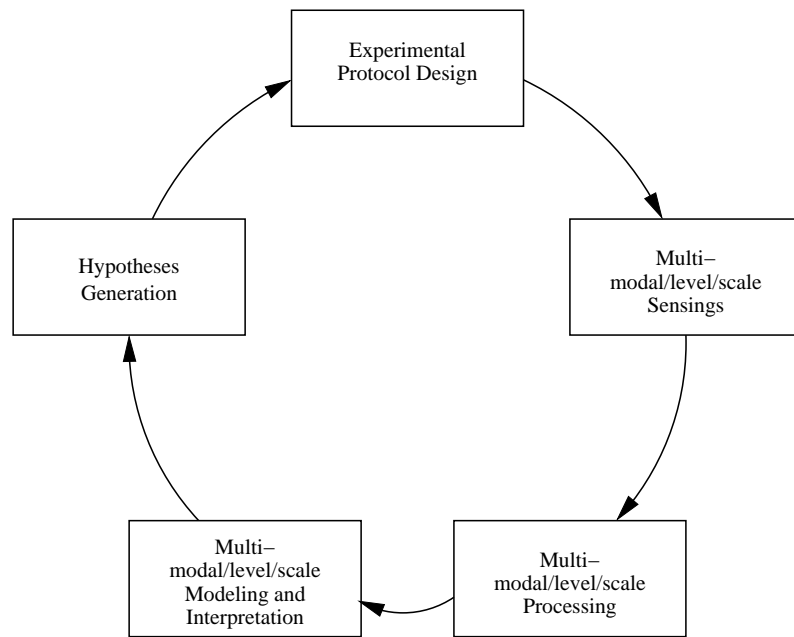 Experimental
Protocol Design
Multi–
modal/level/scale
Sensings
Multi–
modal/level/scale
Processing
Multi–
modal/level/scale
Modeling and
Interpretation
Hypotheses
Generation